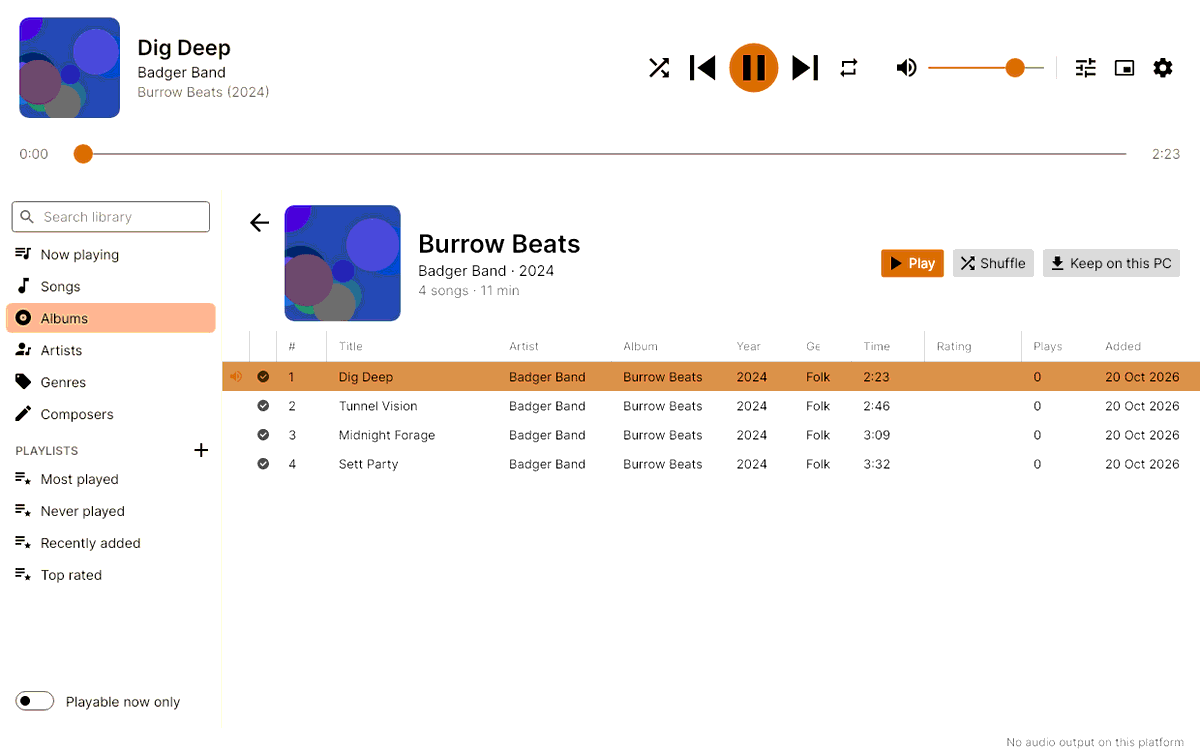 Dig Deep
Badger Band
Burrow Beats (2024)
0:00
2:23
Search library
Now playing
Songs
Albums
Artists
Genres
Composers
PLAYLISTS
Most played
Never played
Recently added
Top rated
Playable now only
Burrow Beats
Badger Band · 2024
4 songs · 11 min
Play
Shuffle
Keep on this PC
# Title Artist Album Year Ge Time Rating Plays Added
1 Dig Deep Badger Band Burrow Beats 2024 Folk 2:23 0 20 Oct 2026
2 Tunnel Vision Badger Band Burrow Beats 2024 Folk 2:46 0 20 Oct 2026
3 Midnight Forage Badger Band Burrow Beats 2024 Folk 3:09 0 20 Oct 2026
4 Sett Party Badger Band Burrow Beats 2024 Folk 3:32 0 20 Oct 2026
No audio output on this platform